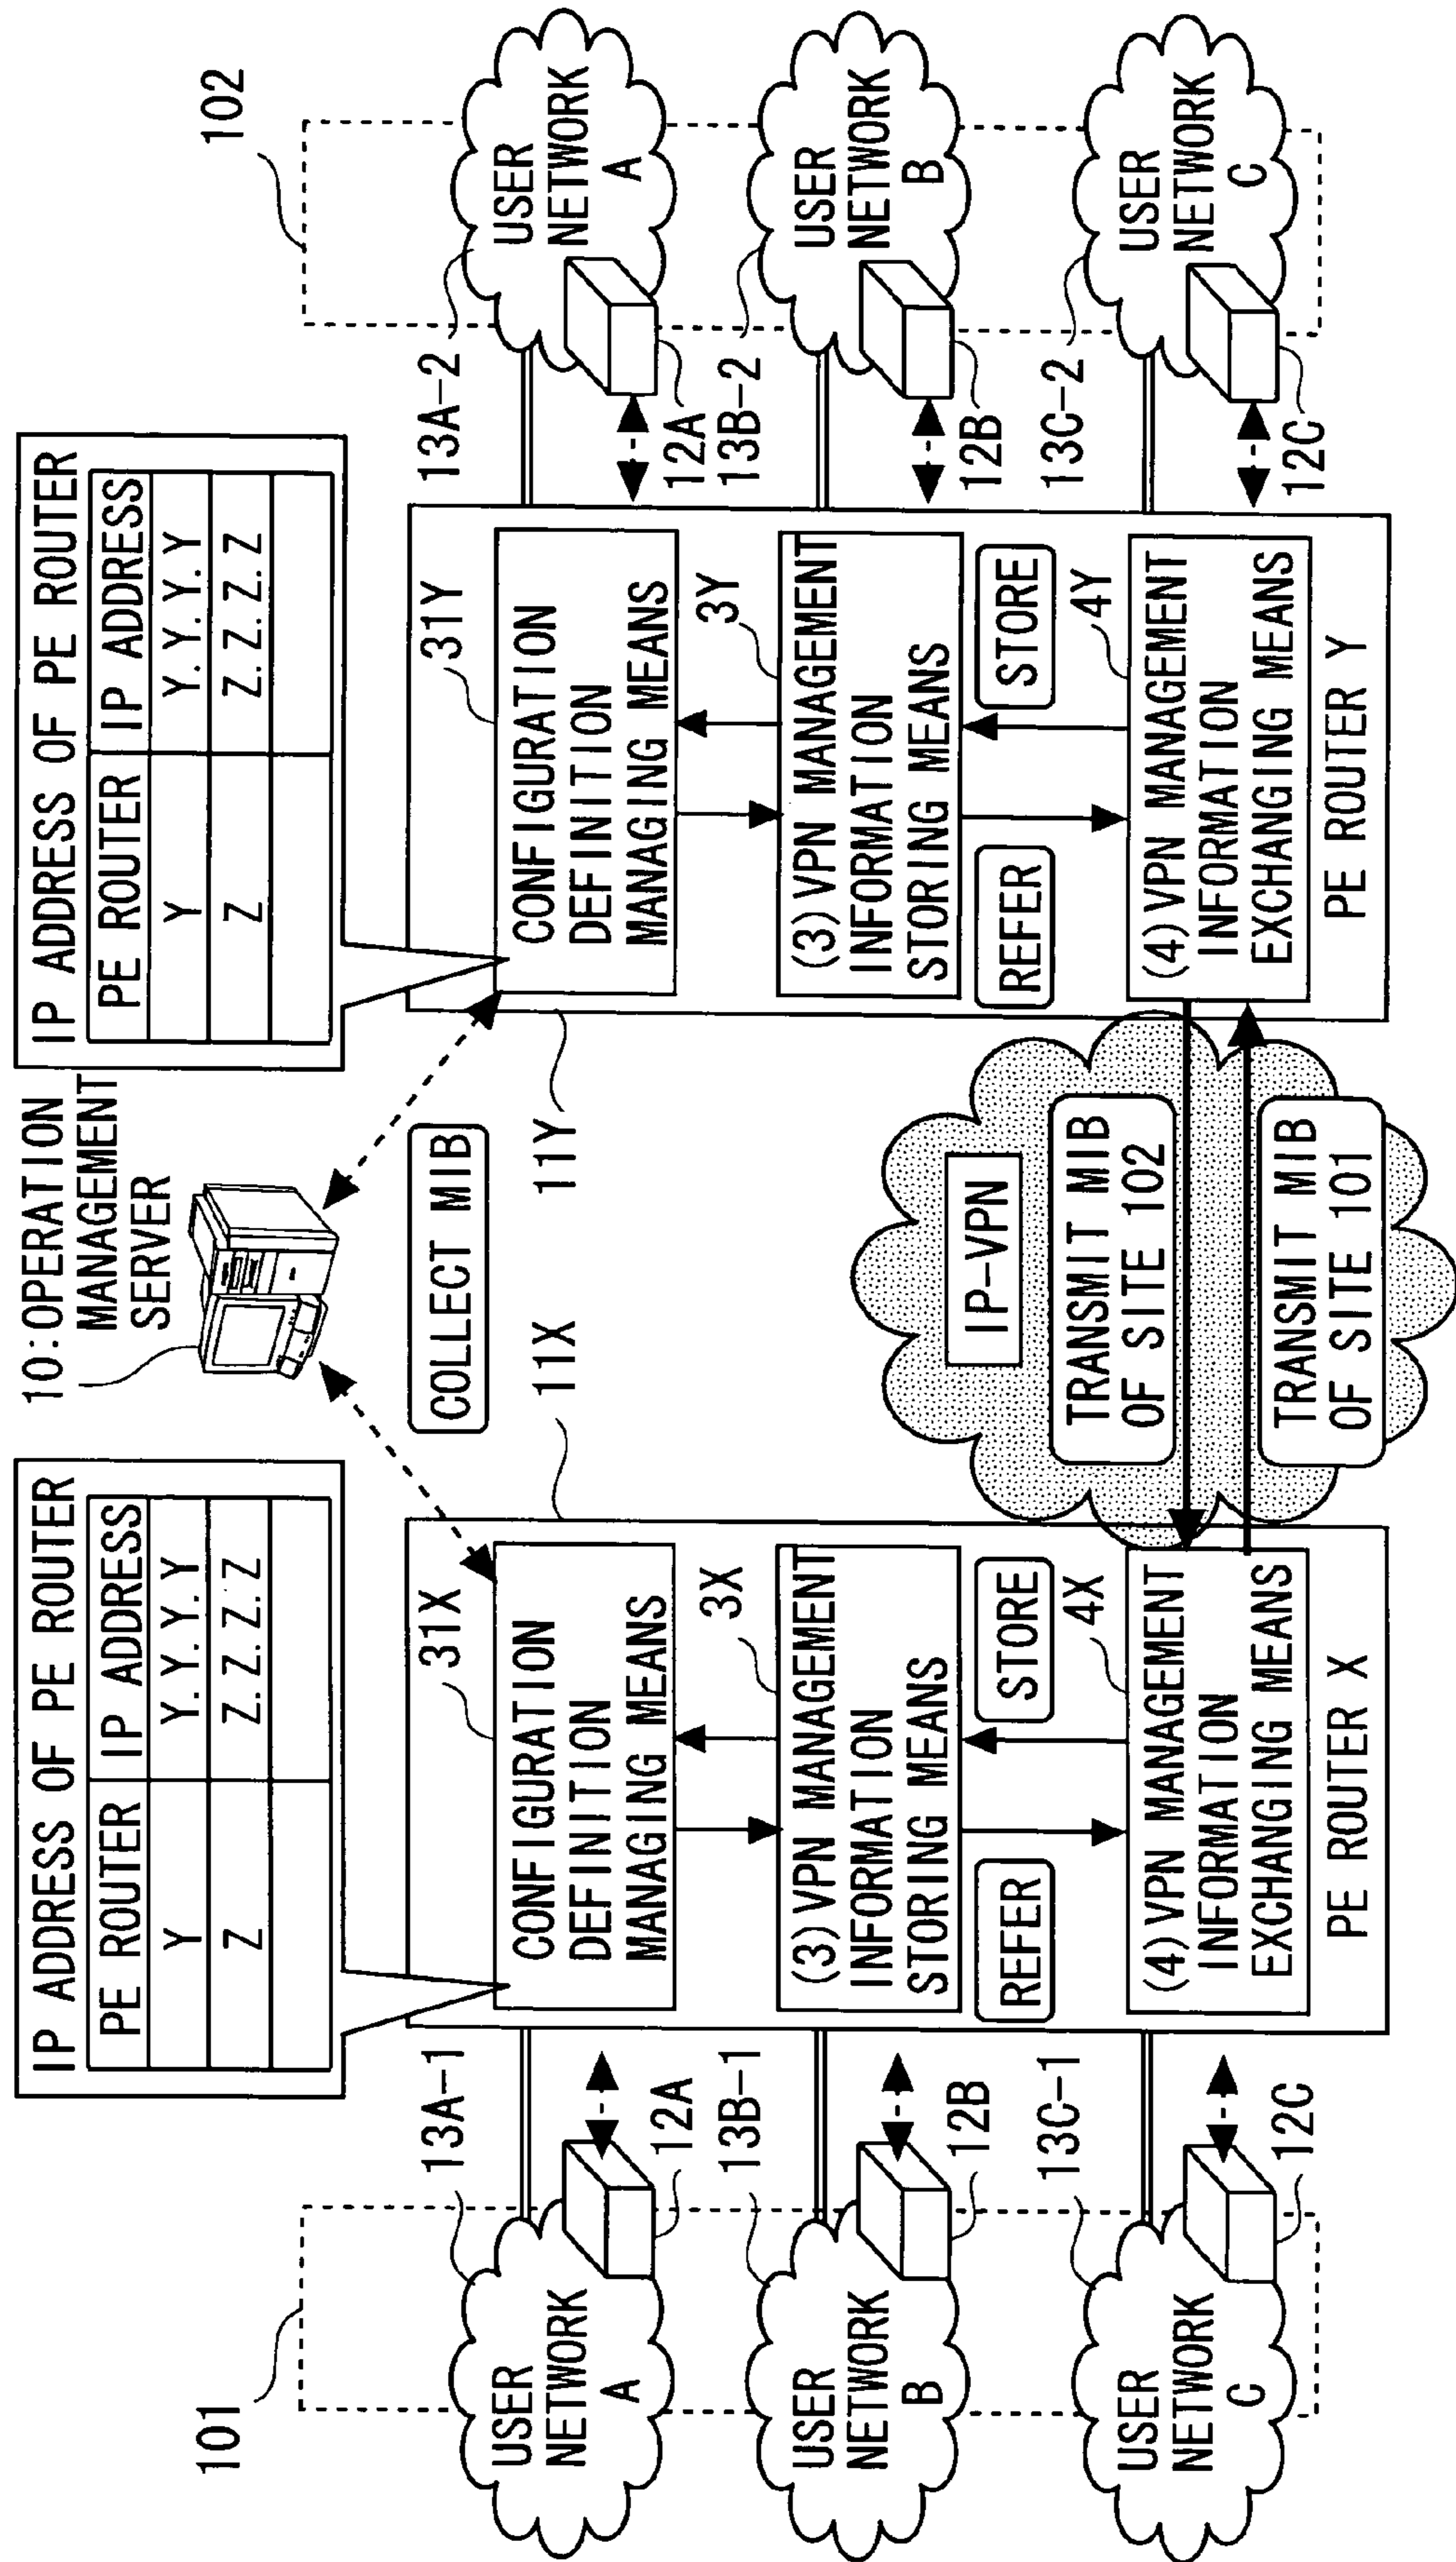 IP ADDRESS OF PE ROUTER
PE ROUTER IP ADDRESS
Y Y.Y.Y.Y
Z Z.Z.Z.Z
10:OPERATION
MANAGEMENT
SERVER
IP ADDRESS OF PE ROUTER
PE ROUTER IP ADDRESS
Y Y.Y.Y.Y
Z Z.Z.Z.Z
COLLECT MIB
101
USER
NETWORK
A
13A-1
12A
USER
NETWORK
B
13B-1
12B
USER
NETWORK
C
13C-1
12C
11X
31X
CONFIGURATION
DEFINITION
MANAGING MEANS
3X
(3)VPN MANAGEMENT
INFORMATION
STORING MEANS
REFER
STORE
4X
(4)VPN MANAGEMENT
INFORMATION
EXCHANGING MEANS
PE ROUTER X
IP-VPN
TRANSMIT MIB
OF SITE 102
TRANSMIT MIB
OF SITE 101
11Y
31Y
CONFIGURATION
DEFINITION
MANAGING MEANS
3Y
(3)VPN MANAGEMENT
INFORMATION
STORING MEANS
REFER
STORE
4Y
(4)VPN MANAGEMENT
INFORMATION
EXCHANGING MEANS
PE ROUTER Y
102
13A-2
USER
NETWORK
A
12A
13B-2
USER
NETWORK
B
12B
13C-2
USER
NETWORK
C
12C